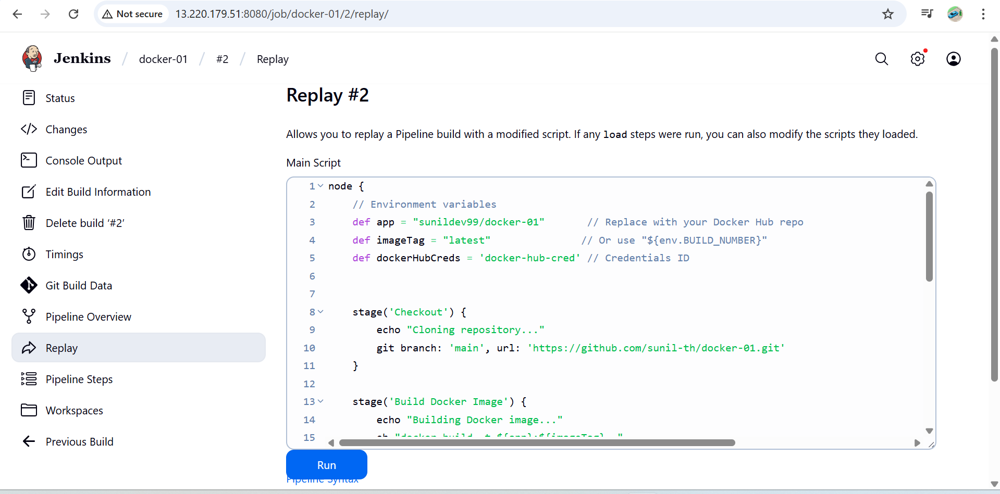 Not secure 13.220.179.51:8080/job/docker-01/2/replay/
Jenkins / docker-01 / #2 / Replay
Status
Changes
Console Output
Edit Build Information
Delete build ‘#2’
Timings
Git Build Data
Pipeline Overview
Replay
Pipeline Steps
Workspaces
Previous Build
Replay #2
Allows you to replay a Pipeline build with a modified script. If any load steps were run, you can also modify the scripts they loaded.
Main Script
1 node {
2 // Environment variables
3 def app = "sunildev99/docker-01" // Replace with your Docker Hub repo
4 def imageTag = "latest" // Or use "${env.BUILD_NUMBER}"
5 def dockerHubCreds = 'docker-hub-cred' // Credentials ID
6
7
8 stage('Checkout') {
9 echo "Cloning repository..."
10 git branch: 'main', url: 'https://github.com/sunil-th/docker-01.git'
11 }
12
13 stage('Build Docker Image') {
14 echo "Building Docker image..."
15 sh "docker build -t ${app}:${imageTag} ."
Run
Pipeline Syntax